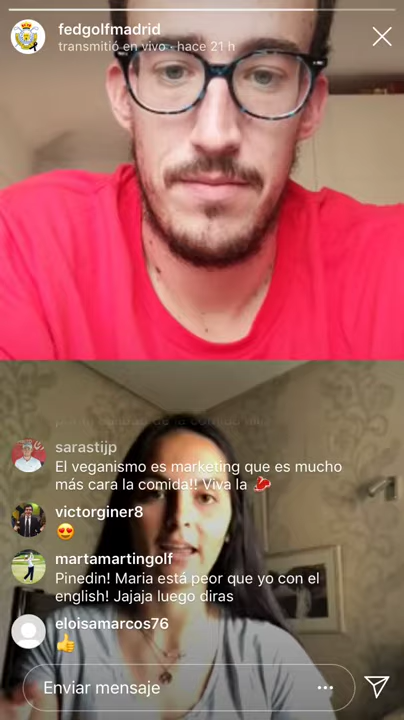 fedgolfmadrid
transmitió en vivo · hace 21 h
sarastijp
El veganismo es marketing que es mucho
más cara la comida!! Viva la 🥩
victorginer8
😍
martamartingolf
Pinedin! Maria está peor que yo con el
english! Jajaja luego diras
eloisamarcos76
👍
Enviar mensaje